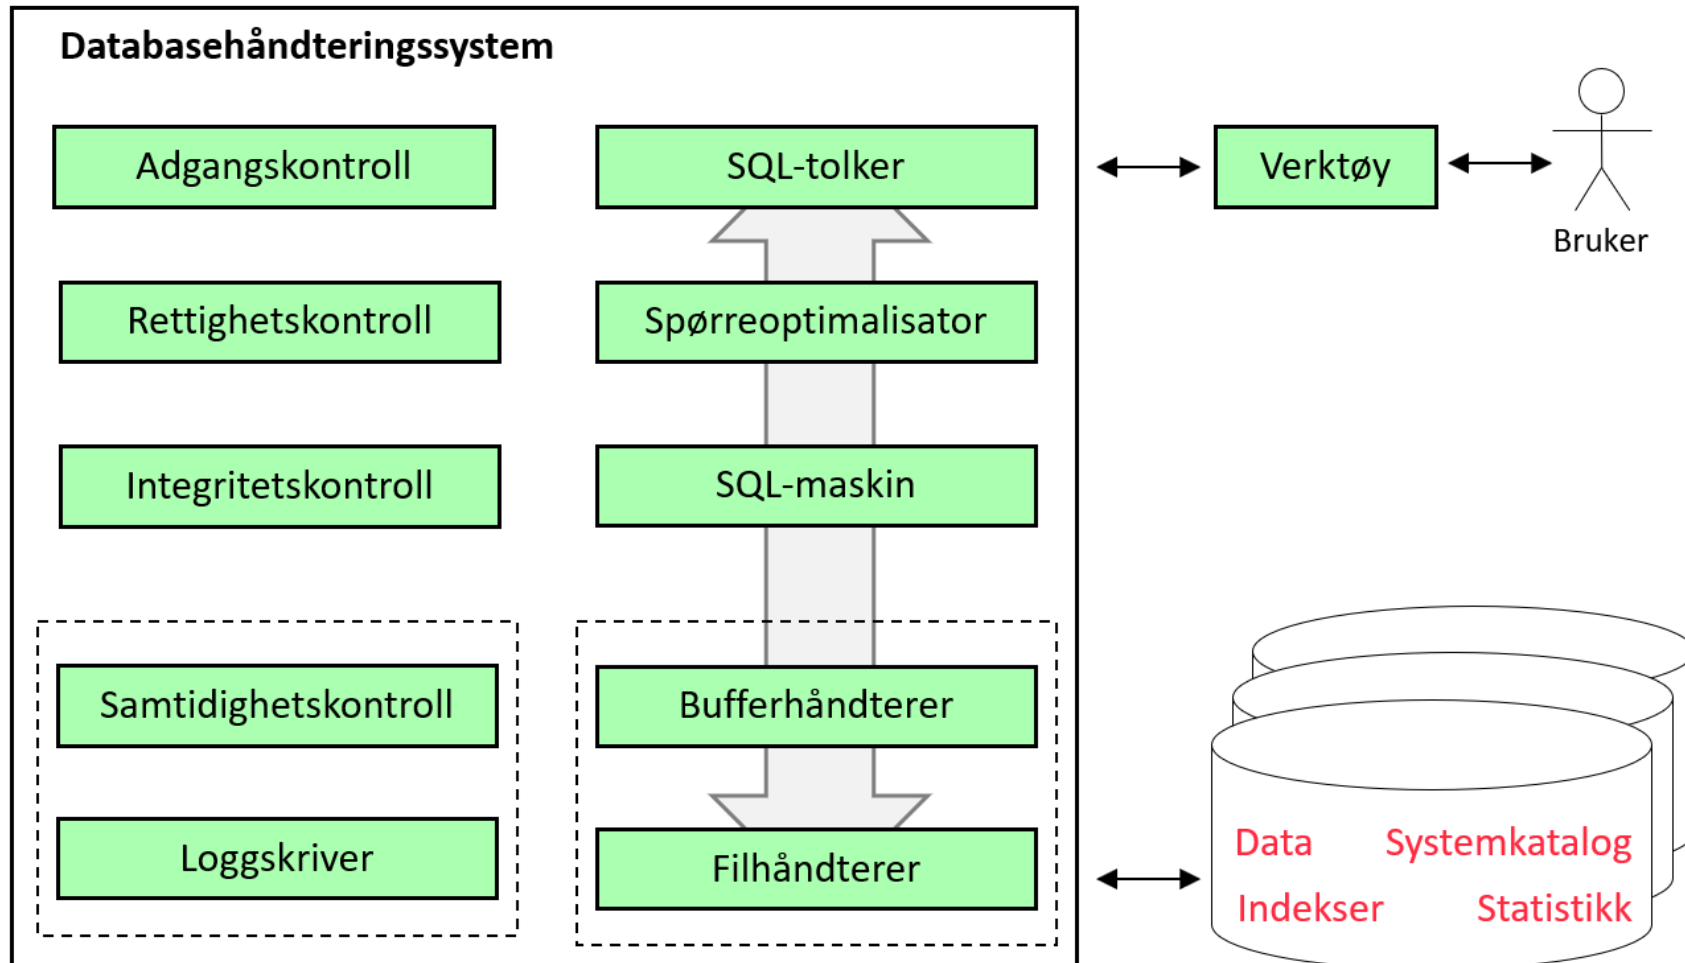 Databasehåndteringssystem
Adgangskontroll
SQL-tolker
Verktøy
Bruker
Rettighetskontroll
Spørreoptimalisator
Integritetskontroll
SQL-maskin
Samtidighetskontroll
Bufferhåndterer
Loggskriver
Filhåndterer
Data Systemkatalog
Indekser Statistikk